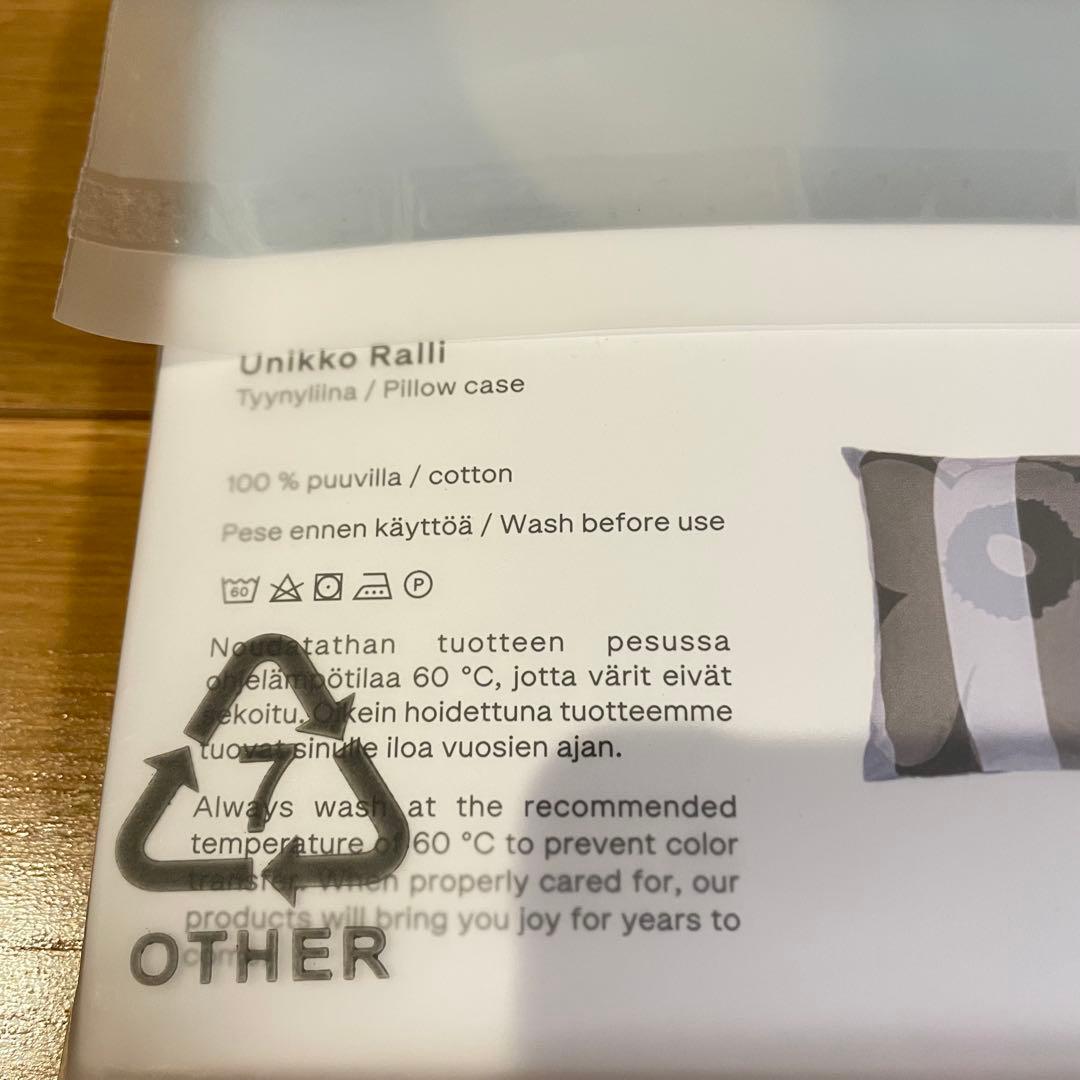 Unikko Ralli
Tyynyliina / Pillow case
100 % puuvilla / cotton
Pese ennen käyttöä / Wash before use
60 P
Noudatathan tuotteen pesussa
ohjelämpötilaa 60 °C, jotta värit eivät
sekoitu. Oikein hoidettuna tuotteemme
tuovat sinulle iloa vuosien ajan.
7
Always wash at the recommended
temperature of 60 °C to prevent color
transfer. When properly cared for, our
products will bring you joy for years to
come.
OTHER